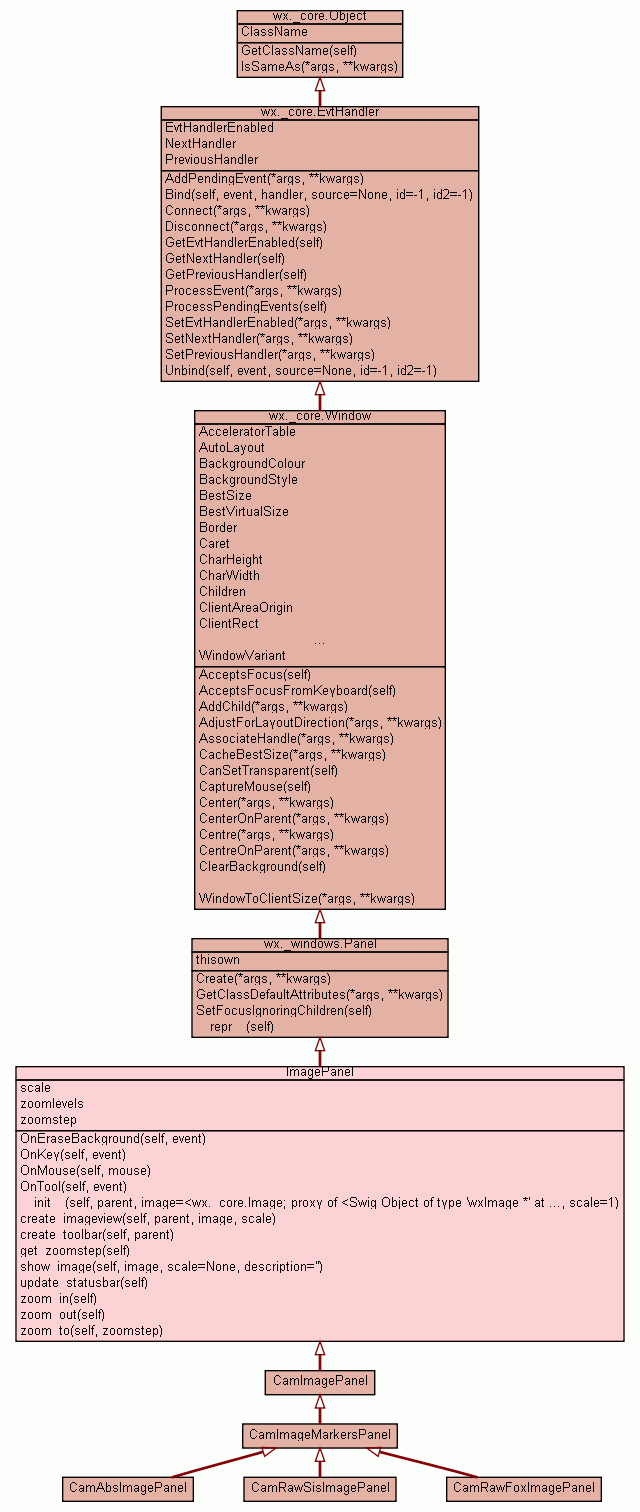 wx._core.Object
ClassName
GetClassName(self)
IsSameAs(*args, **kwargs)
wx._core.EvtHandler
EvtHandlerEnabled
NextHandler
PreviousHandler
AddPendingEvent(*args, **kwargs)
Bind(self, event, handler, source=None, id=-1, id2=-1)
Connect(*args, **kwargs)
Disconnect(*args, **kwargs)
GetEvtHandlerEnabled(self)
GetNextHandler(self)
GetPreviousHandler(self)
ProcessEvent(*args, **kwargs)
ProcessPendingEvents(self)
SetEvtHandlerEnabled(*args, **kwargs)
SetNextHandler(*args, **kwargs)
SetPreviousHandler(*args, **kwargs)
Unbind(self, event, source=None, id=-1, id2=-1)
wx._core.Window
AcceleratorTable
AutoLayout
BackgroundColour
BackgroundStyle
BestSize
BestVirtualSize
Border
Caret
CharHeight
CharWidth
Children
ClientAreaOrigin
ClientRect
...
WindowVariant
AcceptsFocus(self)
AcceptsFocusFromKeyboard(self)
AddChild(*args, **kwargs)
AdjustForLayoutDirection(*args, **kwargs)
AssociateHandle(*args, **kwargs)
CacheBestSize(*args, **kwargs)
CanSetTransparent(self)
CaptureMouse(self)
Center(*args, **kwargs)
CenterOnParent(*args, **kwargs)
Centre(*args, **kwargs)
CentreOnParent(*args, **kwargs)
ClearBackground(self)
WindowToClientSize(*args, **kwargs)
wx._windows.Panel
thisown
Create(*args, **kwargs)
GetClassDefaultAttributes(*args, **kwargs)
SetFocusIgnoringChildren(self)
repr (self)
ImagePanel
scale
zoomlevels
zoomstep
OnEraseBackground(self, event)
OnKey(self, event)
OnMouse(self, mouse)
OnTool(self, event)
init (self, parent, image=<wx. core.Image; proxy of <Swig Object of type 'wxImage *' at ..., scale=1)
create imageview(self, parent, image, scale)
create toolbar(self, parent)
get zoomstep(self)
show image(self, image, scale=None, description='')
update statusbar(self)
zoom in(self)
zoom out(self)
zoom to(self, zoomstep)
CamImagePanel
CamImageMarkersPanel
CamAbsImagePanel
CamRawSisImagePanel
CamRawFoxImagePanel